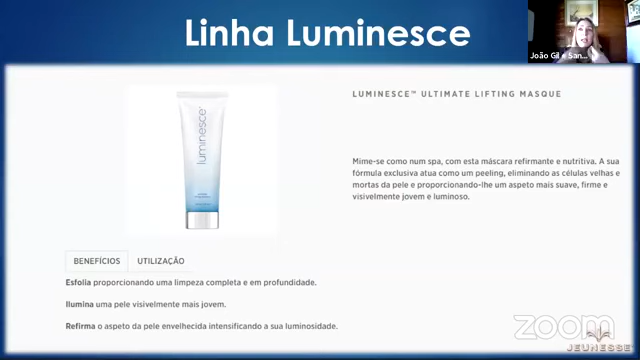 Linha Luminesce
João Gil e San...
LUMINESCE™ ULTIMATE LIFTING MASQUE
luminesce
Mime-se como num spa, com esta máscara refirmante e nutritiva. A sua
fórmula exclusiva atua como um peeling, eliminando as células velhas e
mortas da pele e proporcionando-lhe um aspeto mais suave, firme e
visivelmente jovem e luminoso.
BENEFÍCIOS
UTILIZAÇÃO
Esfolia proporcionando uma limpeza completa e em profundidade.
Ilumina uma pele visivelmente mais jovem.
Refirma o aspeto da pele envelhecida intensificando a sua luminosidade.
zoom
JEUNESSE